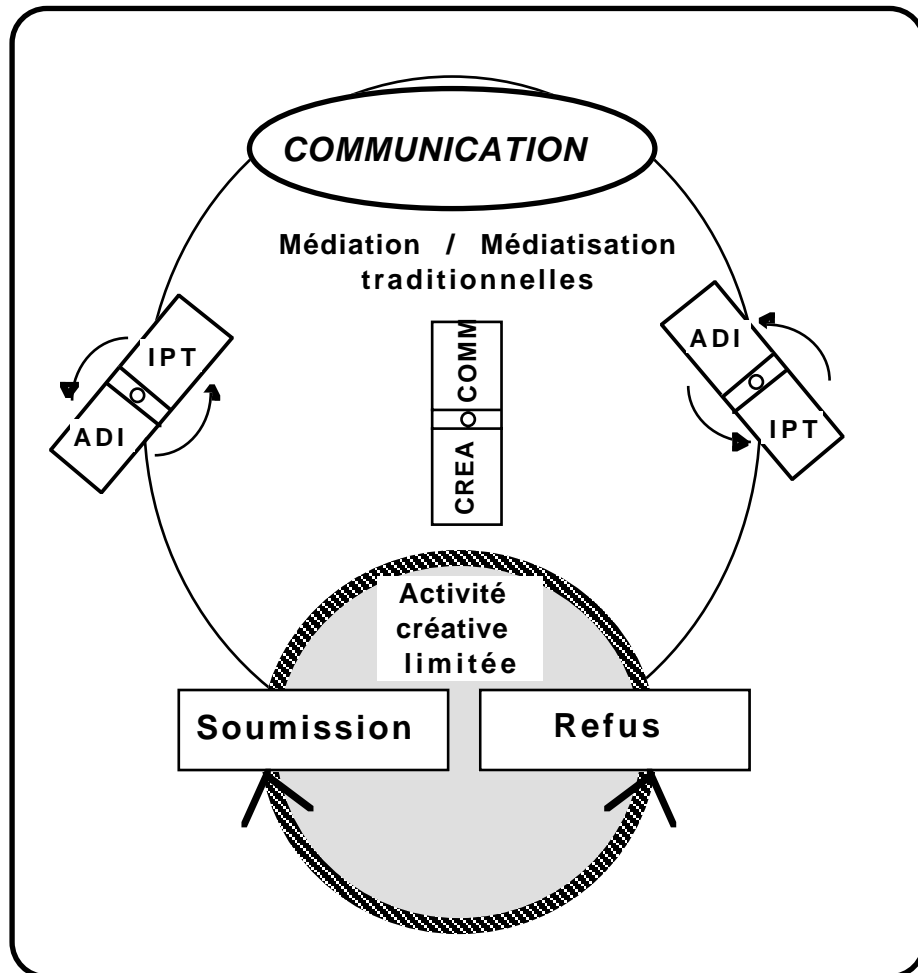 COMMUNICATION
Médiation / Médiatisation
traditionnelles
IPT
ADI
COMM
CREA
ADI
IPT
Activité
créative
limitée
Soumission
Refus